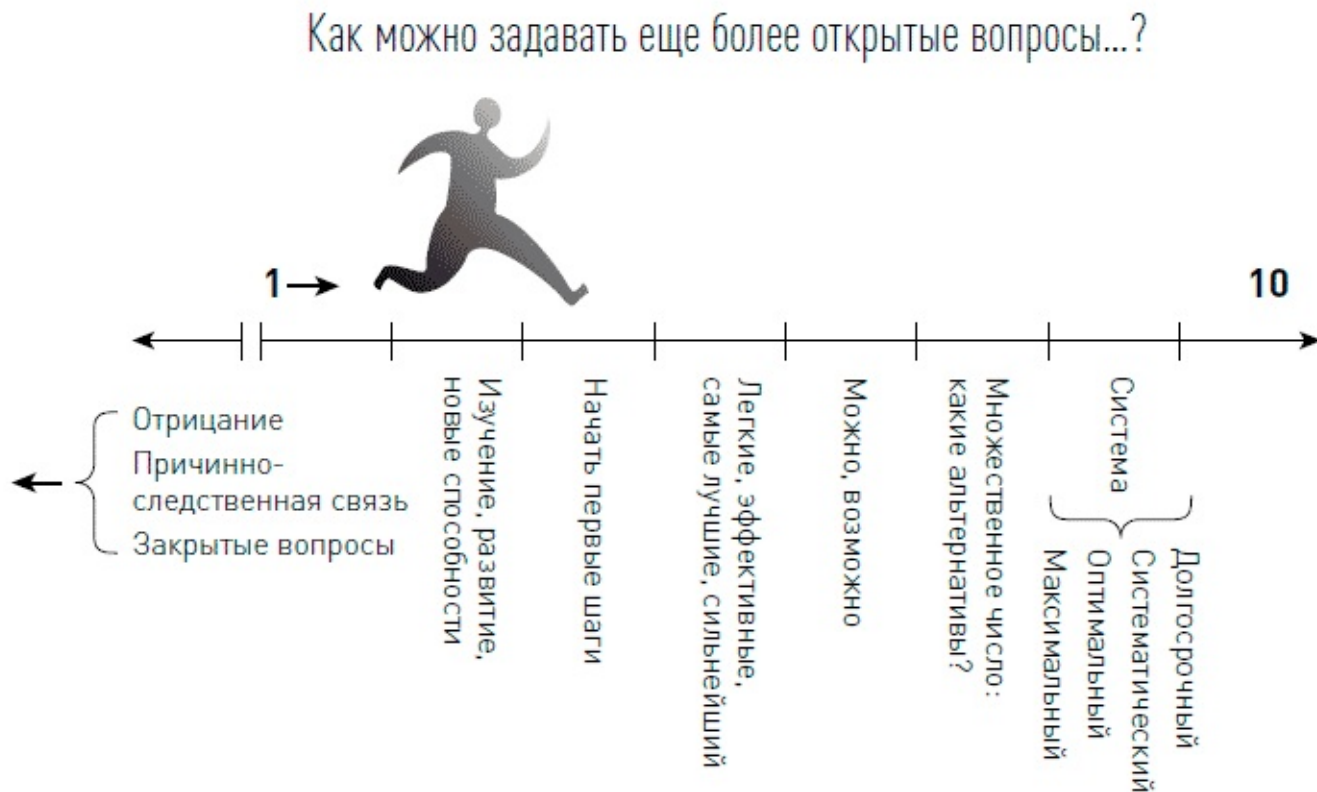 Как можно задавать еще более открытые вопросы...?
1
10
Отрицание
Причинно-
следственная связь
Закрытые вопросы
Изучение, развитие,
новые способности
Начать первые шаги
Легкие, эффективные,
самые лучшие, сильнейший
Можно, возможно
Множественное число:
какие альтернативы?
Система
Максимальный
Оптимальный
Систематический
Долгосрочный